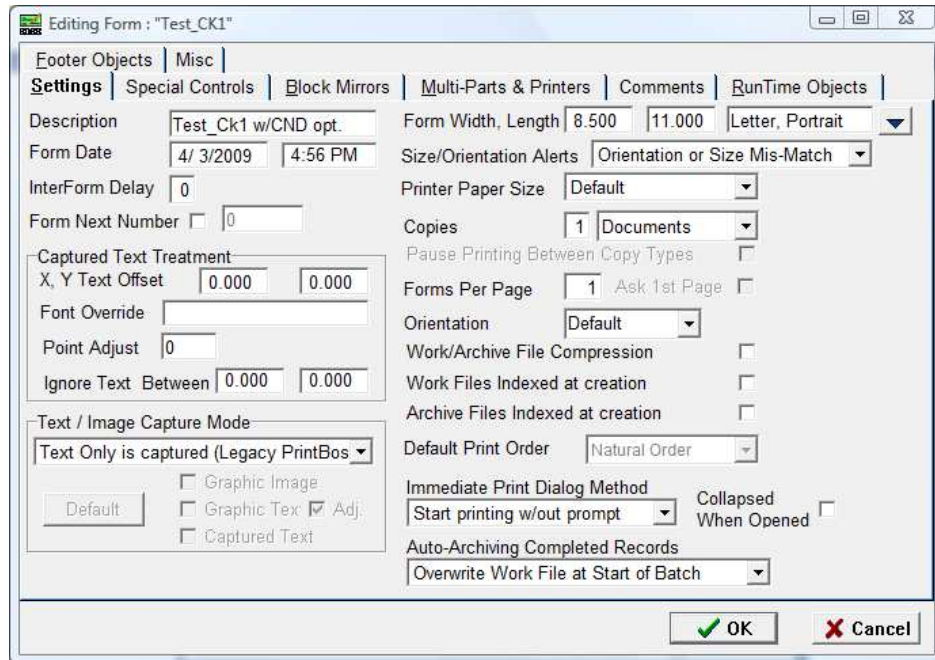 Editing Form : "Test_CK1"
Footer Objects Misc
Settings Special Controls Block Mirrors Multi-Parts & Printers Comments RunTime Objects
Description Test_Ck1 w/CND opt.
Form Date 4/ 3/2009 4:56 PM
InterForm Delay 0
Form Next Number 0
Captured Text Treatment
X, Y Text Offset 0.000 0.000
Font Override
Point Adjust 0
Ignore Text Between 0.000 0.000
Text / Image Capture Mode
Text Only is captured (Legacy PrintBos
Default
Graphic Image
Graphic Tex Adj.
Captured Text
Form Width, Length 8.500 11.000 Letter, Portrait
Size/Orientation Alerts Orientation or Size Mis-Match
Printer Paper Size Default
Copies 1 Documents
Pause Printing Between Copy Types
Forms Per Page 1 Ask 1st Page
Orientation Default
Work/Archive File Compression
Work Files Indexed at creation
Archive Files Indexed at creation
Default Print Order Natural Order
Immediate Print Dialog Method
Start printing w/out prompt
Collapsed
When Opened
Auto-Archiving Completed Records
Overwrite Work File at Start of Batch
OK Cancel